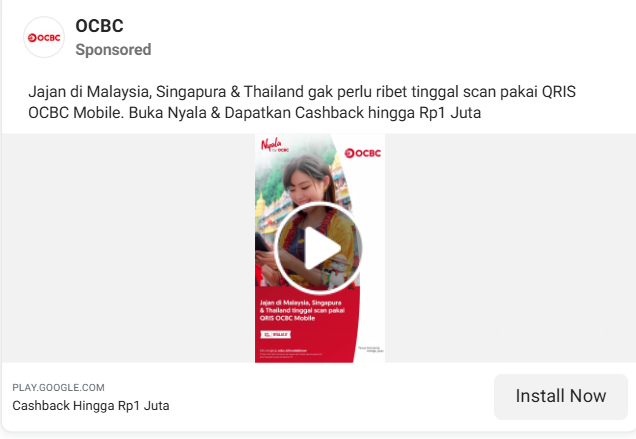 OCBC
OCBC
Sponsored
Jajan di Malaysia, Singapura & Thailand gak perlu ribet tinggal scan pakai QRIS
OCBC Mobile. Buka Nyala & Dapatkan Cashback hingga Rp1 Juta
Nyala
by OCBC
OCBC
Jajan di Malaysia, Singapura
& Thailand tinggal scan pakai
QRIS OCBC Mobile
PLAY.GOOGLE.COM
Cashback Hingga Rp1 Juta
Install Now